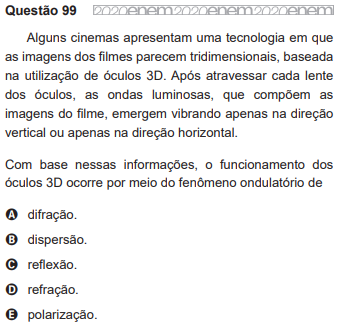 Questão 99 2020enem2020enem2020enem
Alguns cinemas apresentam uma tecnologia em que
as imagens dos filmes parecem tridimensionais, baseada
na utilização de óculos 3D. Após atravessar cada lente
dos óculos, as ondas luminosas, que compõem as
imagens do filme, emergem vibrando apenas na direção
vertical ou apenas na direção horizontal.
Com base nessas informações, o funcionamento dos
óculos 3D ocorre por meio do fenômeno ondulatório de
A difração.
B dispersão.
C reflexão.
D refração.
E polarização.